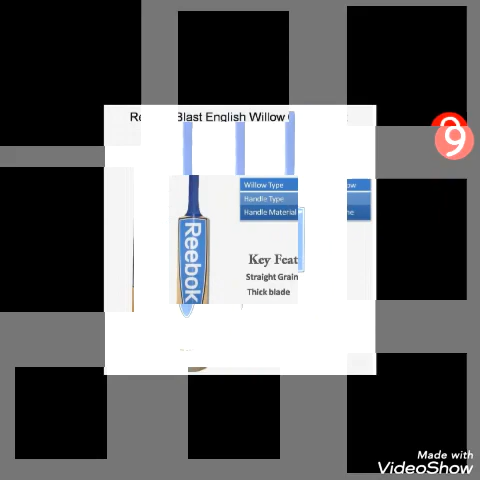 Blast English Willow
9
Willow Type
Handle Type
Handle Material
Reebok
Key Feat
Straight Grain
Thick blade
Made with
VideoShow